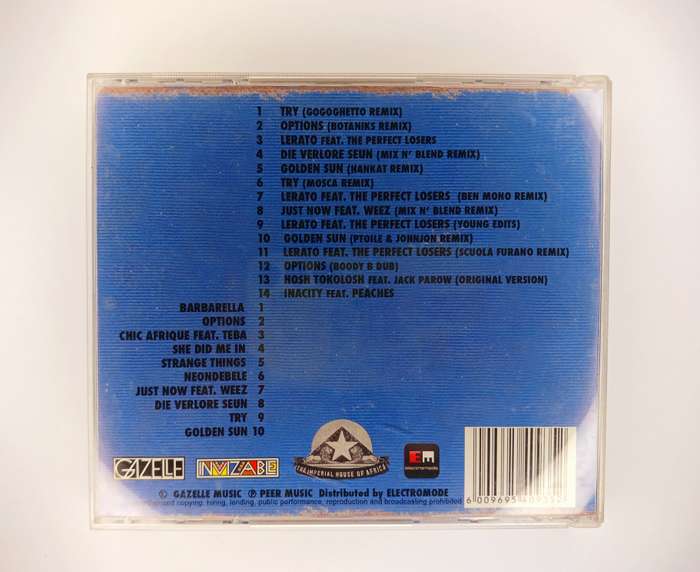 1 TRY (GOGOGHETTO REMIX)
2 OPTIONS (BOTANIKS REMIX)
3 LERATO FEAT. THE PERFECT LOSERS
4 DIE VERLORE SEUN (MIX N' BLEND REMIX)
5 GOLDEN SUN (HANKAT REMIX)
6 TRY (MOSCA REMIX)
7 LERATO FEAT. THE PERFECT LOSERS (BEN MONO REMIX)
8 JUST NOW FEAT. WEEZ (MIX N' BLEND REMIX)
9 LERATO FEAT. THE PERFECT LOSERS (YOUNG EDITS)
10 GOLDEN SUN (PTOILE & JOHNJON REMIX)
11 LERATO FEAT. THE PERFECT LOSERS (SCUOLA FURANO REMIX)
12 OPTIONS (BOODY B DUB)
13 HOSH TOKOLOSH FEAT. JACK PAROW (ORIGINAL VERSION)
14 INACITY FEAT. PEACHES
BARBARELLA 1
OPTIONS 2
CHIC AFRIQUE FEAT. TEBA 3
SHE DID ME IN 4
STRANGE THINGS 5
NEONDEBELE 6
JUST NOW FEAT. WEEZ 7
DIE VERLORE SEUN 8
TRY 9
GOLDEN SUN 10
GAZELLE
THE IMPERIAL HOUSE OF AFRICA
EM
electromode
© GAZELLE MUSIC ℗ PEER MUSIC Distributed by ELECTROMODE
copying, hiring, lending, public performance, reproduction and broadcasting prohibited
6 009695